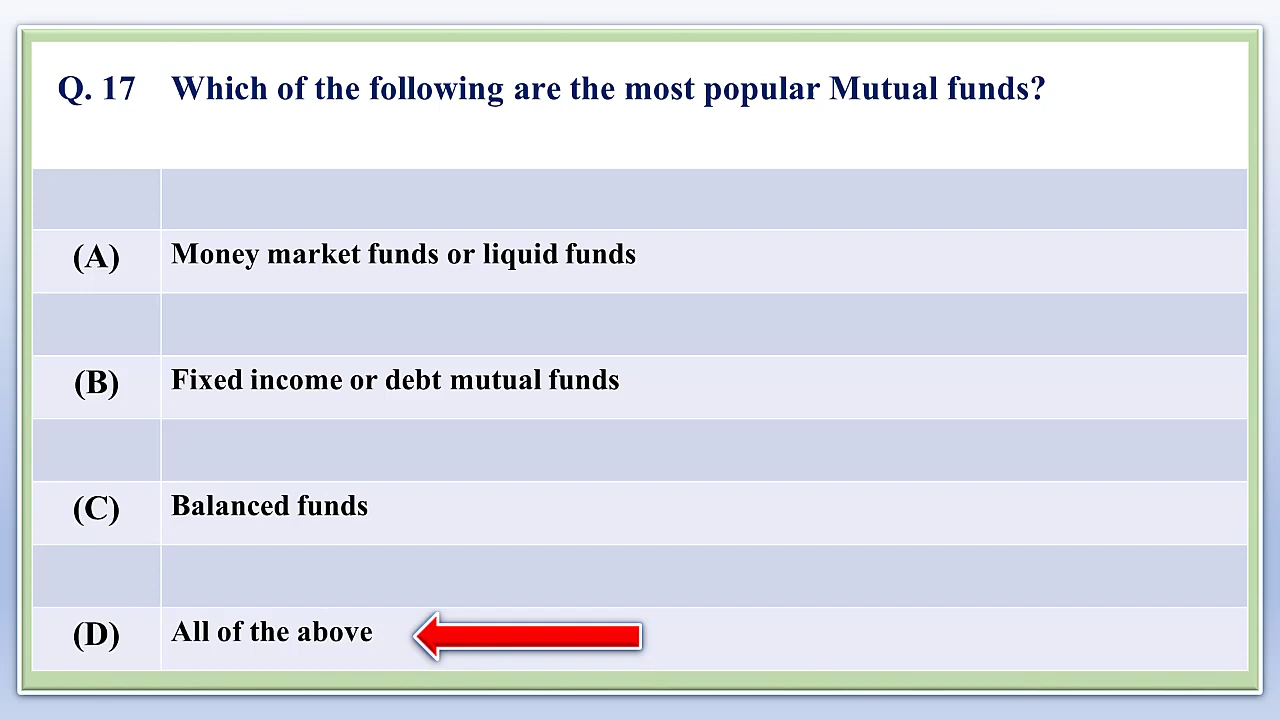 Q. 17 Which of the following are the most popular Mutual funds?
(A) Money market funds or liquid funds
(B) Fixed income or debt mutual funds
(C) Balanced funds
(D) All of the above